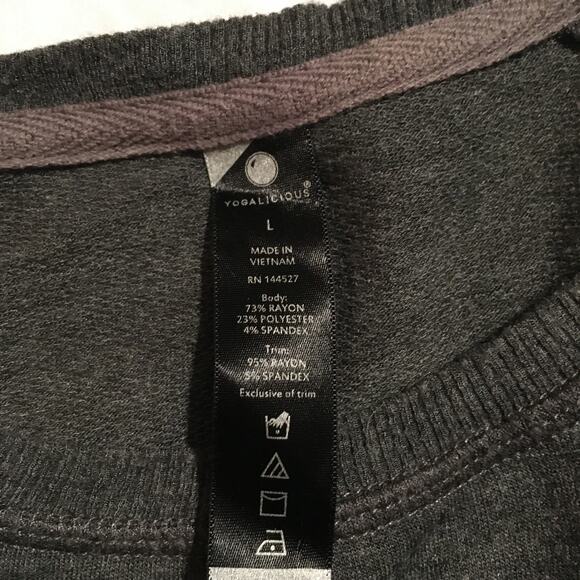 YOGALICIOUS®
L
MADE IN
VIETNAM
RN 144527
Body:
73% RAYON
23% POLYESTER
4% SPANDEX
Trim:
95% RAYON
5% SPANDEX
Exclusive of trim